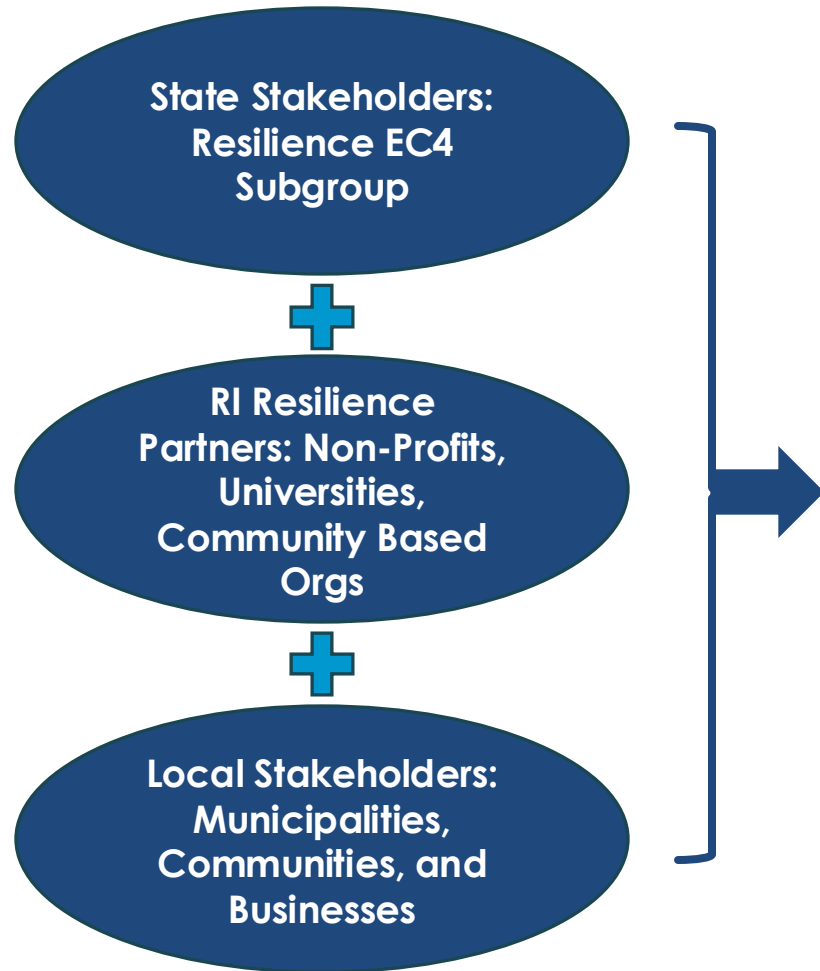 State Stakeholders:
Resilience EC4
Subgroup
RI Resilience
Partners: Non-Profits,
Universities,
Community Based
Orgs
Local Stakeholders:
Municipalities,
Communities, and
Businesses